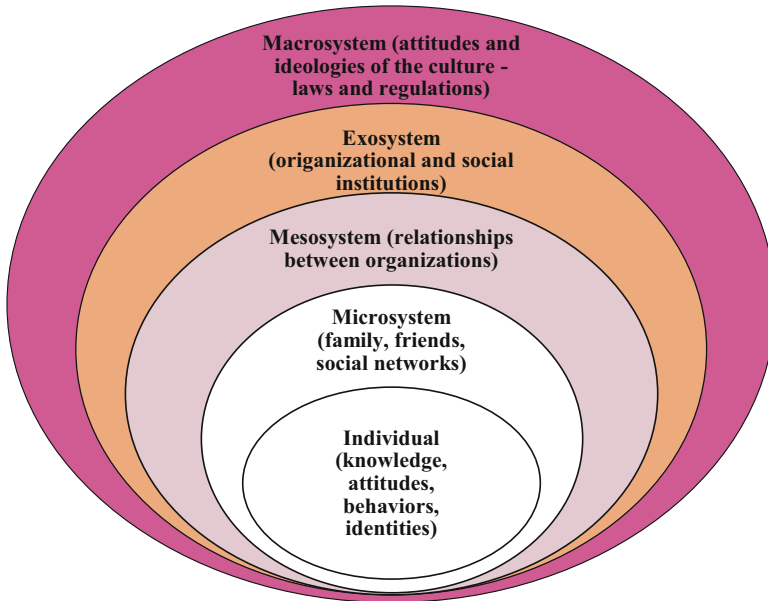 Macrosystem (attitudes and
ideologies of the culture -
laws and regulations)
Exosystem
(origanizational and social
institutions)
Mesosystem (relationships
between organizations)
Microsystem
(family, friends,
social networks)
Individual
(knowledge,
attitudes,
behaviors,
identities)